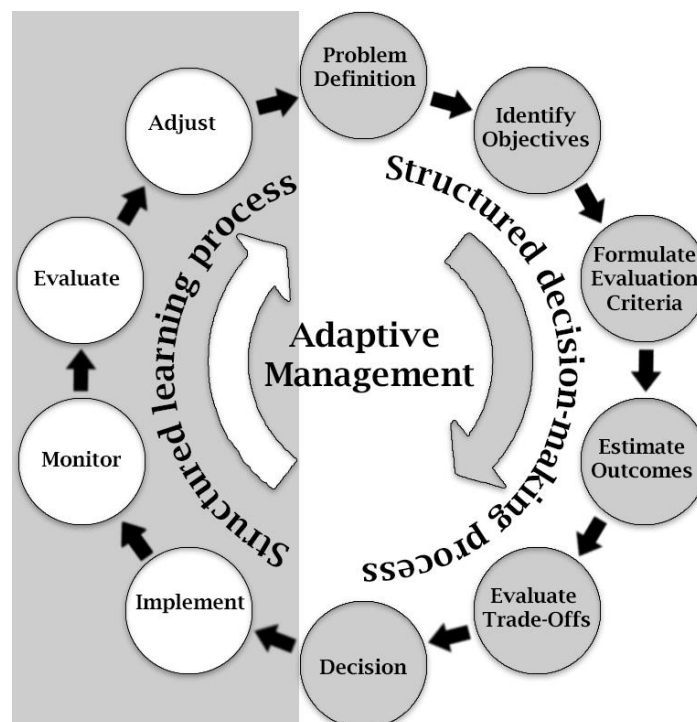 Problem
Definition
Identify
Objectives
Formulate
Evaluation
Criteria
Estimate
Outcomes
Evaluate
Trade-Offs
Decision
Implement
Monitor
Evaluate
Adjust
Structured decision-making process
Structured learning process
Adaptive
Management